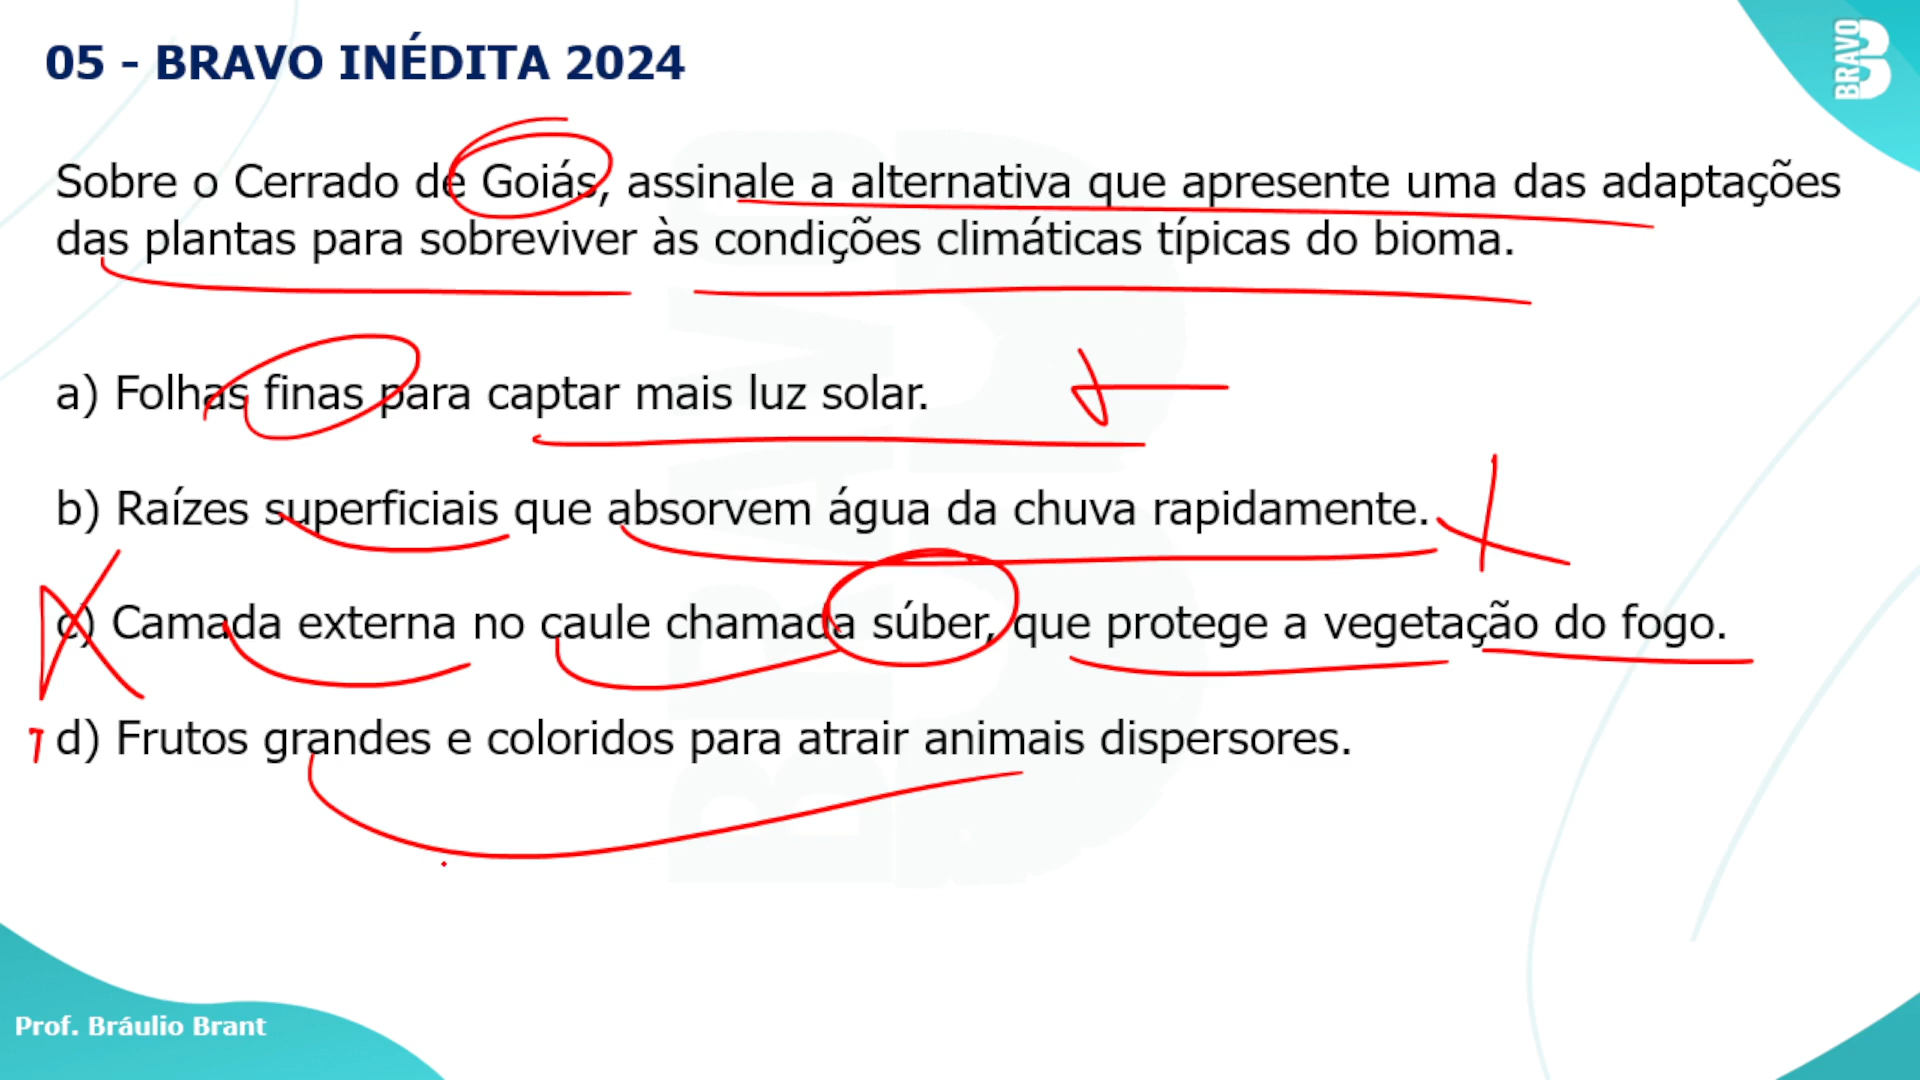 05 - BRAVO INÉDITA 2024
BRAVO
Sobre o Cerrado de Goiás, assinale a alternativa que apresente uma das adaptações
das plantas para sobreviver às condições climáticas típicas do bioma.
a) Folhas finas para captar mais luz solar.
b) Raízes superficiais que absorvem água da chuva rapidamente.
c) Camada externa no caule chamada súber, que protege a vegetação do fogo.
d) Frutos grandes e coloridos para atrair animais dispersores.
BRAVO
Prof. Bráulio Brant